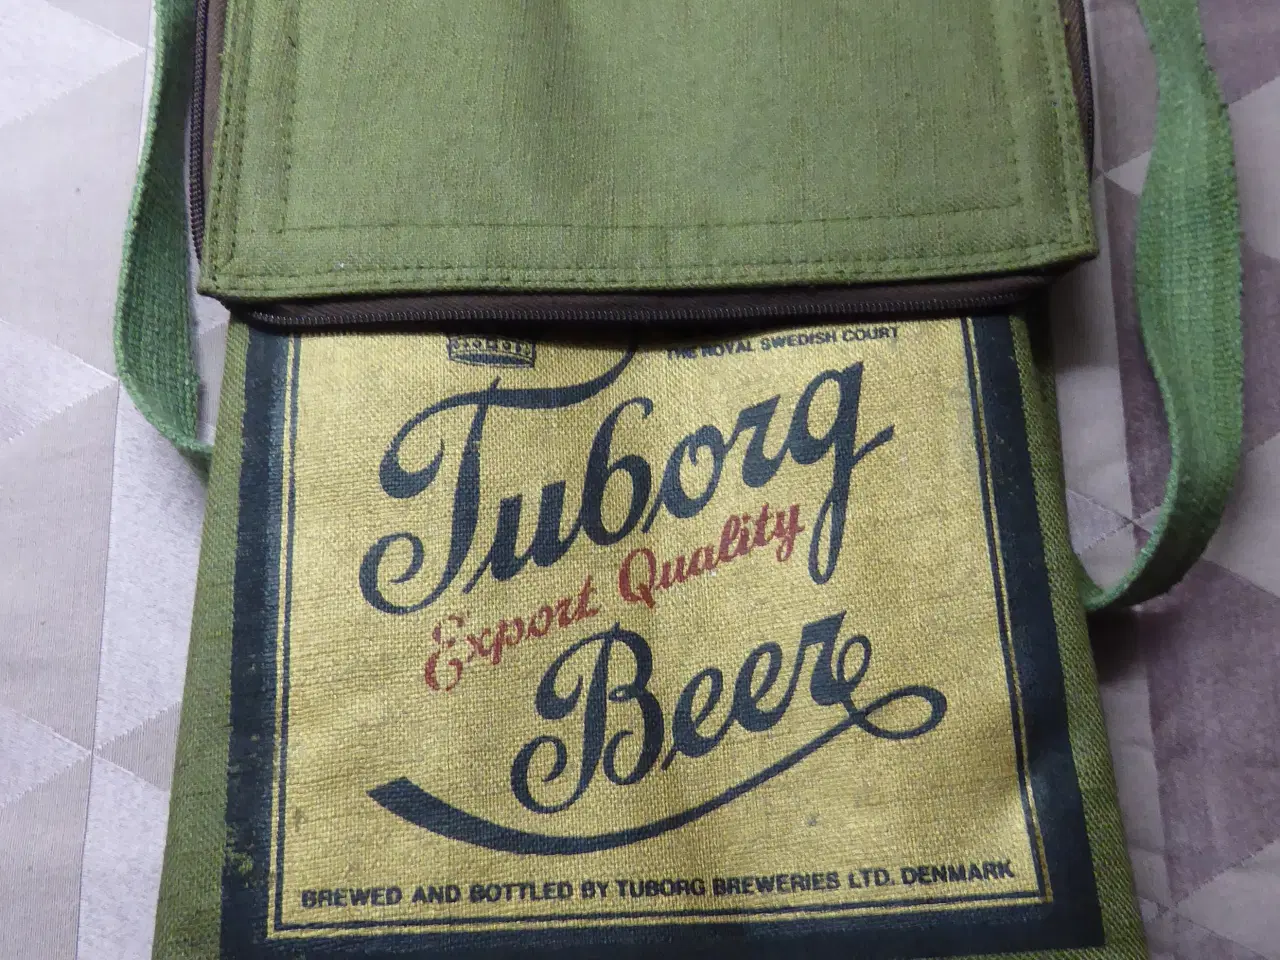 THE ROYAL SWEDISH COURT
Tuborg
Export Quality
Beer
BREWED AND BOTTLED BY TUBORG BREWERIES LTD. DENMARK